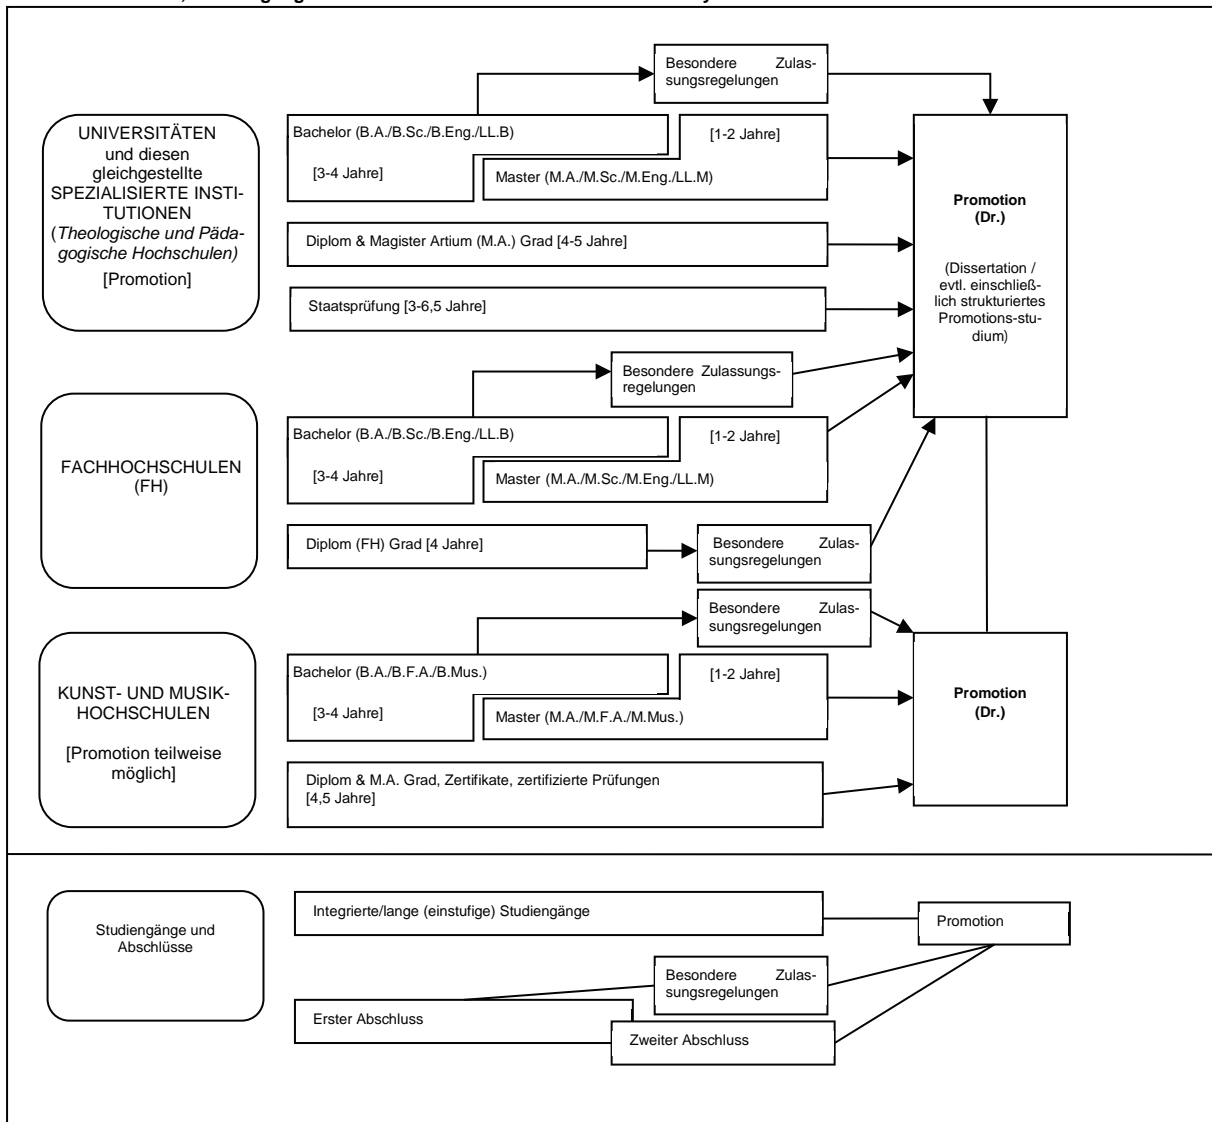 Besondere Zulas-
sungsregelungen
UNIVERSITÄTEN
und diesen
gleichgestellte
SPEZIALISIERTE INSTI-
TUTIONEN
(Theologische und Päda-
gogische Hochschulen)
[Promotion]
Bachelor (B.A./B.Sc./B.Eng./LL.B)
[3-4 Jahre]
[1-2 Jahre]
Master (M.A./M.Sc./M.Eng./LL.M)
Diplom & Magister Artium (M.A.) Grad [4-5 Jahre]
Staatsprüfung [3-6,5 Jahre]
Promotion
(Dr.)
(Dissertation /
evtl. einschließ-
lich strukturiertes
Promotions-stu-
dium)
Besondere Zulassungs-
regelungen
FACHHOCHSCHULEN
(FH)
Bachelor (B.A./B.Sc./B.Eng./LL.B)
[3-4 Jahre]
[1-2 Jahre]
Master (M.A./M.Sc./M.Eng./LL.M)
Diplom (FH) Grad [4 Jahre]
Besondere Zulas-
sungsregelungen
Besondere Zulas-
sungsregelungen
KUNST- UND MUSIK-
HOCHSCHULEN
[Promotion teilweise
möglich]
Bachelor (B.A./B.F.A./B.Mus.)
[3-4 Jahre]
[1-2 Jahre]
Master (M.A./M.F.A./M.Mus.)
Diplom & M.A. Grad, Zertifikate, zertifizierte Prüfungen
[4,5 Jahre]
Promotion
(Dr.)
Studiengänge und
Abschlüsse
Integrierte/lange (einstufige) Studiengänge
Promotion
Besondere Zulas-
sungsregelungen
Erster Abschluss
Zweiter Abschluss